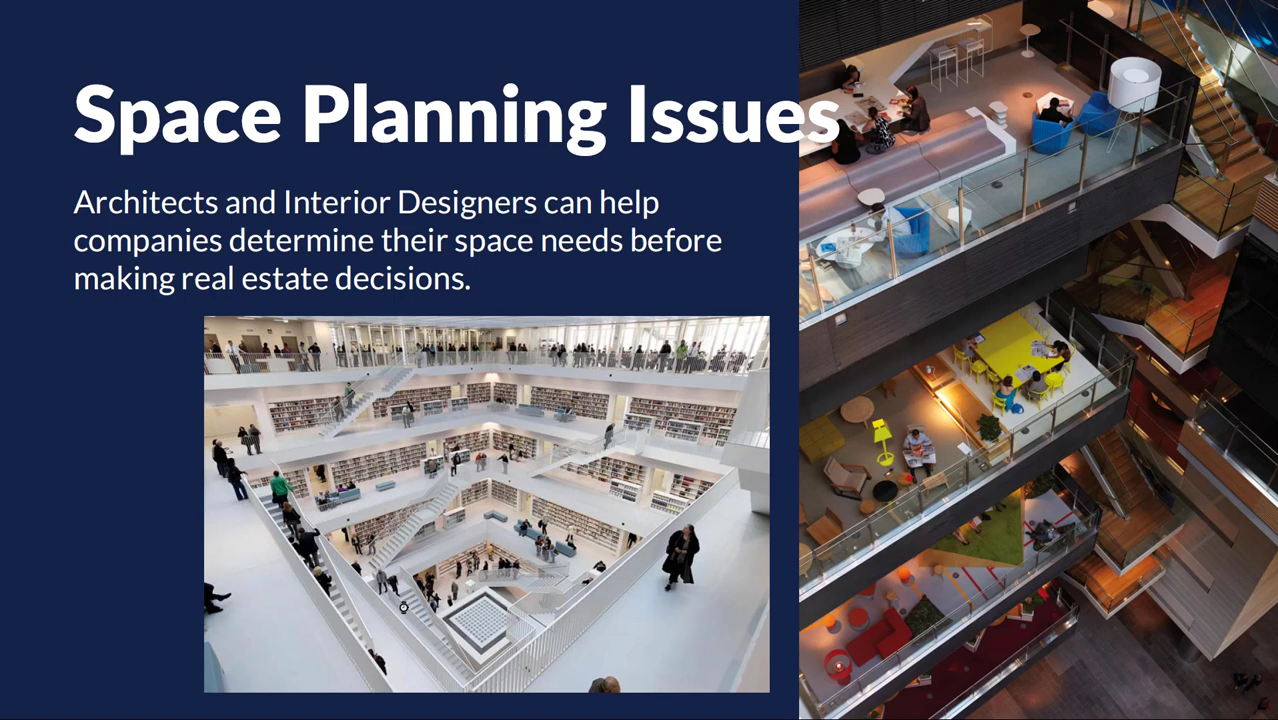 Space Planning Issues
Architects and Interior Designers can help
companies determine their space needs before
making real estate decisions.